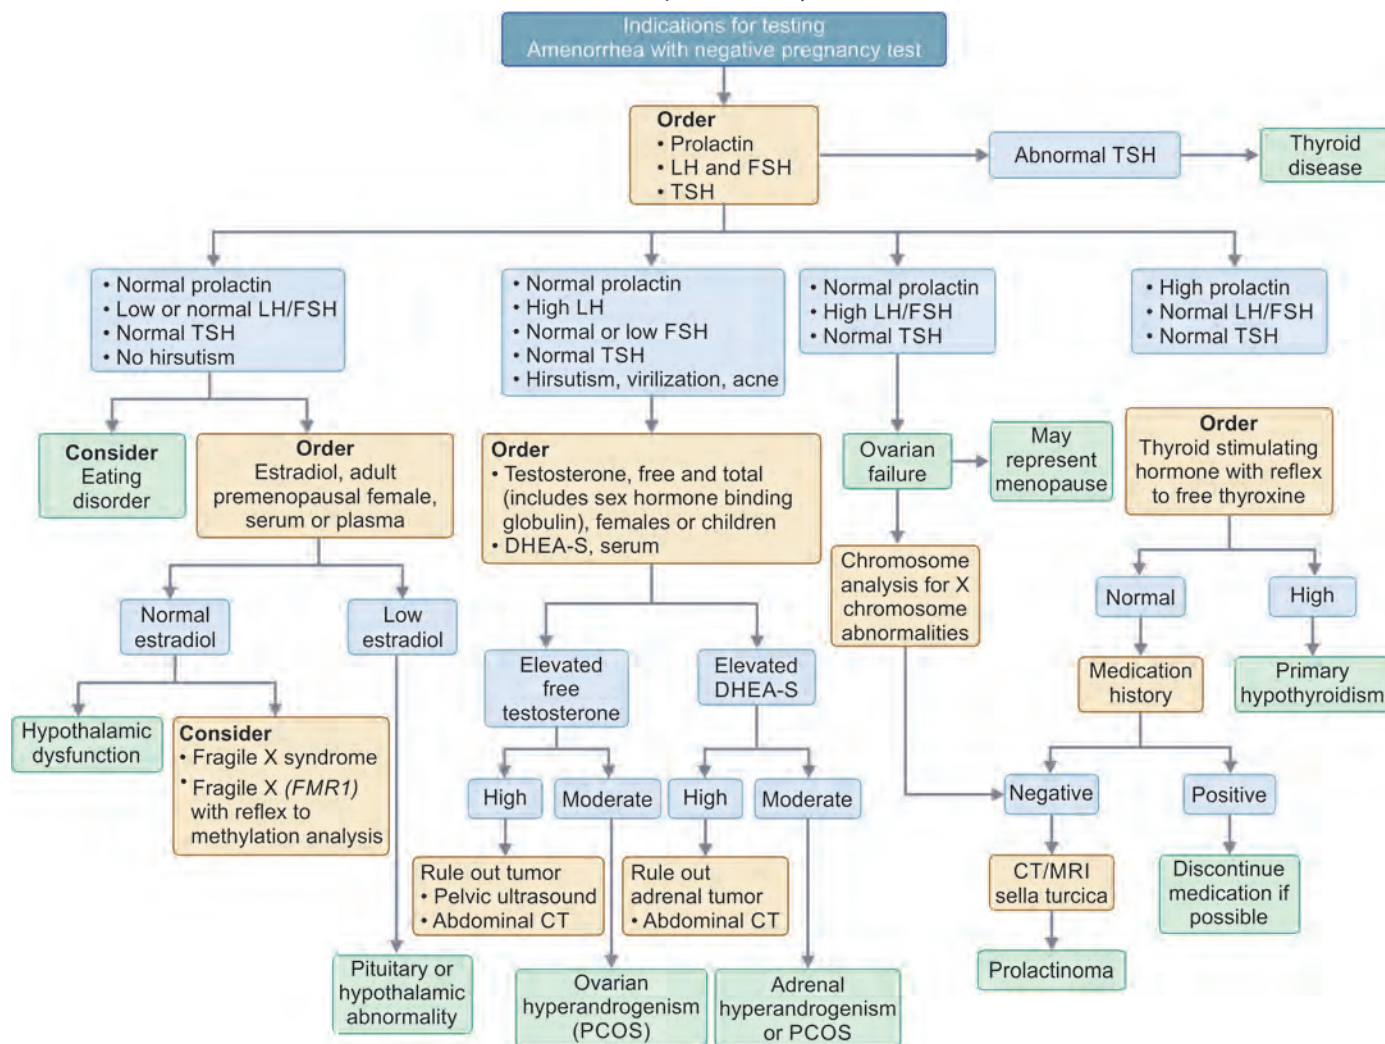 Indications for testing
Amenorrhea with negative pregnancy test
Order
• Prolactin
• LH and FSH
• TSH
Abnormal TSH
Thyroid
disease
• Normal prolactin
• Low or normal LH/FSH
• Normal TSH
• No hirsutism
• Normal prolactin
• High LH
• Normal or low FSH
• Normal TSH
• Hirsutism, virilization, acne
• Normal prolactin
• High LH/FSH
• Normal TSH
• High prolactin
• Normal LH/FSH
• Normal TSH
Consider
Eating
disorder
Order
Estradiol, adult
premenopausal female,
serum or plasma
Order
• Testosterone, free and total
(includes sex hormone binding
globulin), females or children
• DHEA-S, serum
Ovarian
failure
May
represent
menopause
Order
Thyroid stimulating
hormone with reflex
to free thyroxine
Chromosome
analysis for X
chromosome
abnormalities
Normal
High
Normal
estradiol
Low
estradiol
Elevated
free
testosterone
Elevated
DHEA-S
Medication
history
Primary
hypothyroidism
Hypothalamic
dysfunction
Consider
• Fragile X syndrome
• Fragile X (FMR1)
with reflex to
methylation analysis
High
Moderate
High
Moderate
Negative
Positive
Rule out tumor
• Pelvic ultrasound
• Abdominal CT
Rule out
adrenal tumor
• Abdominal CT
CT/MRI
sella turcica
Discontinue
medication if
possible
Pituitary or
hypothalamic
abnormality
Ovarian
hyperandrogenism
(PCOS)
Adrenal
hyperandrogenism
or PCOS
Prolactinoma